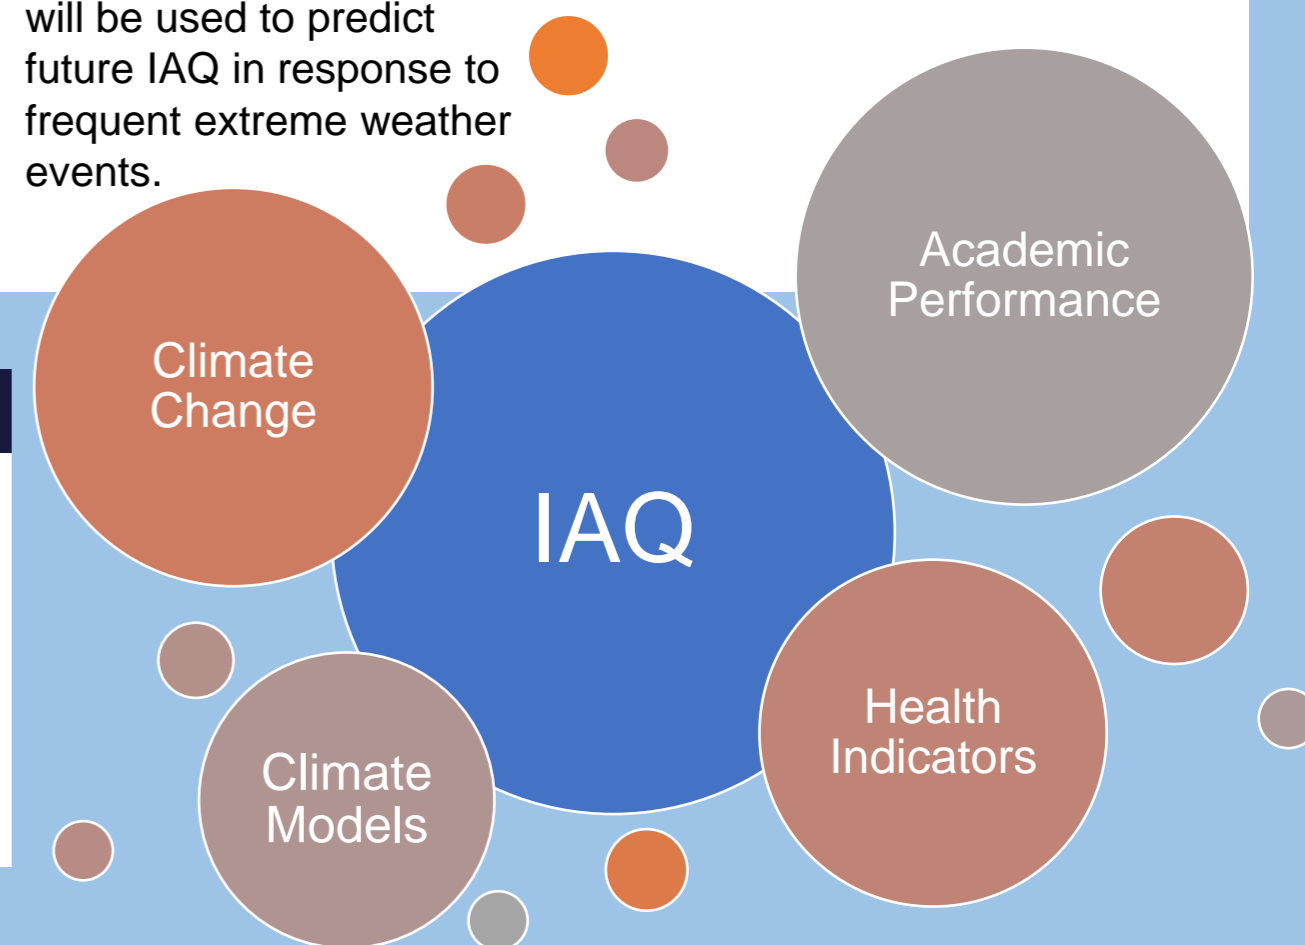 will be used to predict
future IAQ in response to
frequent extreme weather
events.
Academic
Performance
Climate
Change
IAQ
Health
Indicators
Climate
Models